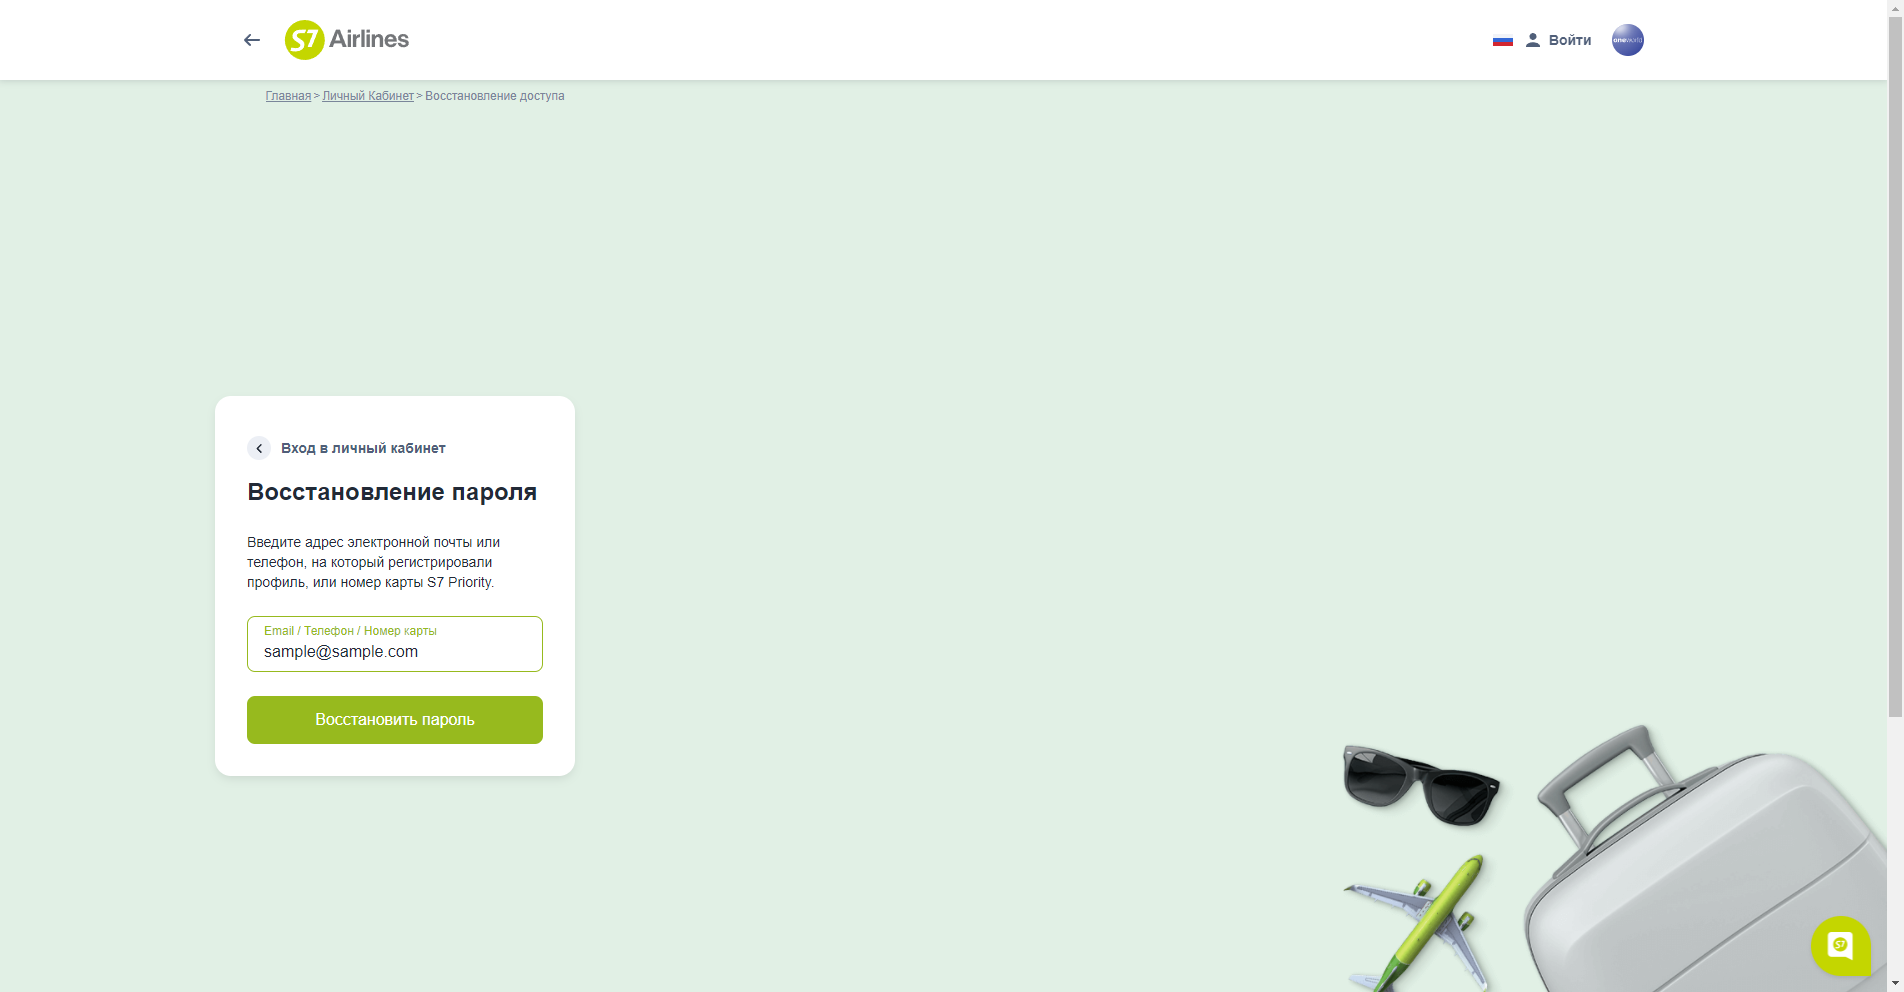 S7 Airlines
Войти
oneworld
Главная > Личный Кабинет > Восстановление доступа
Вход в личный кабинет
Восстановление пароля
Введите адрес электронной почты или
телефон, на который регистрировали
профиль, или номер карты S7 Priority.
Email / Телефон / Номер карты
sample@sample.com
Восстановить пароль
S7